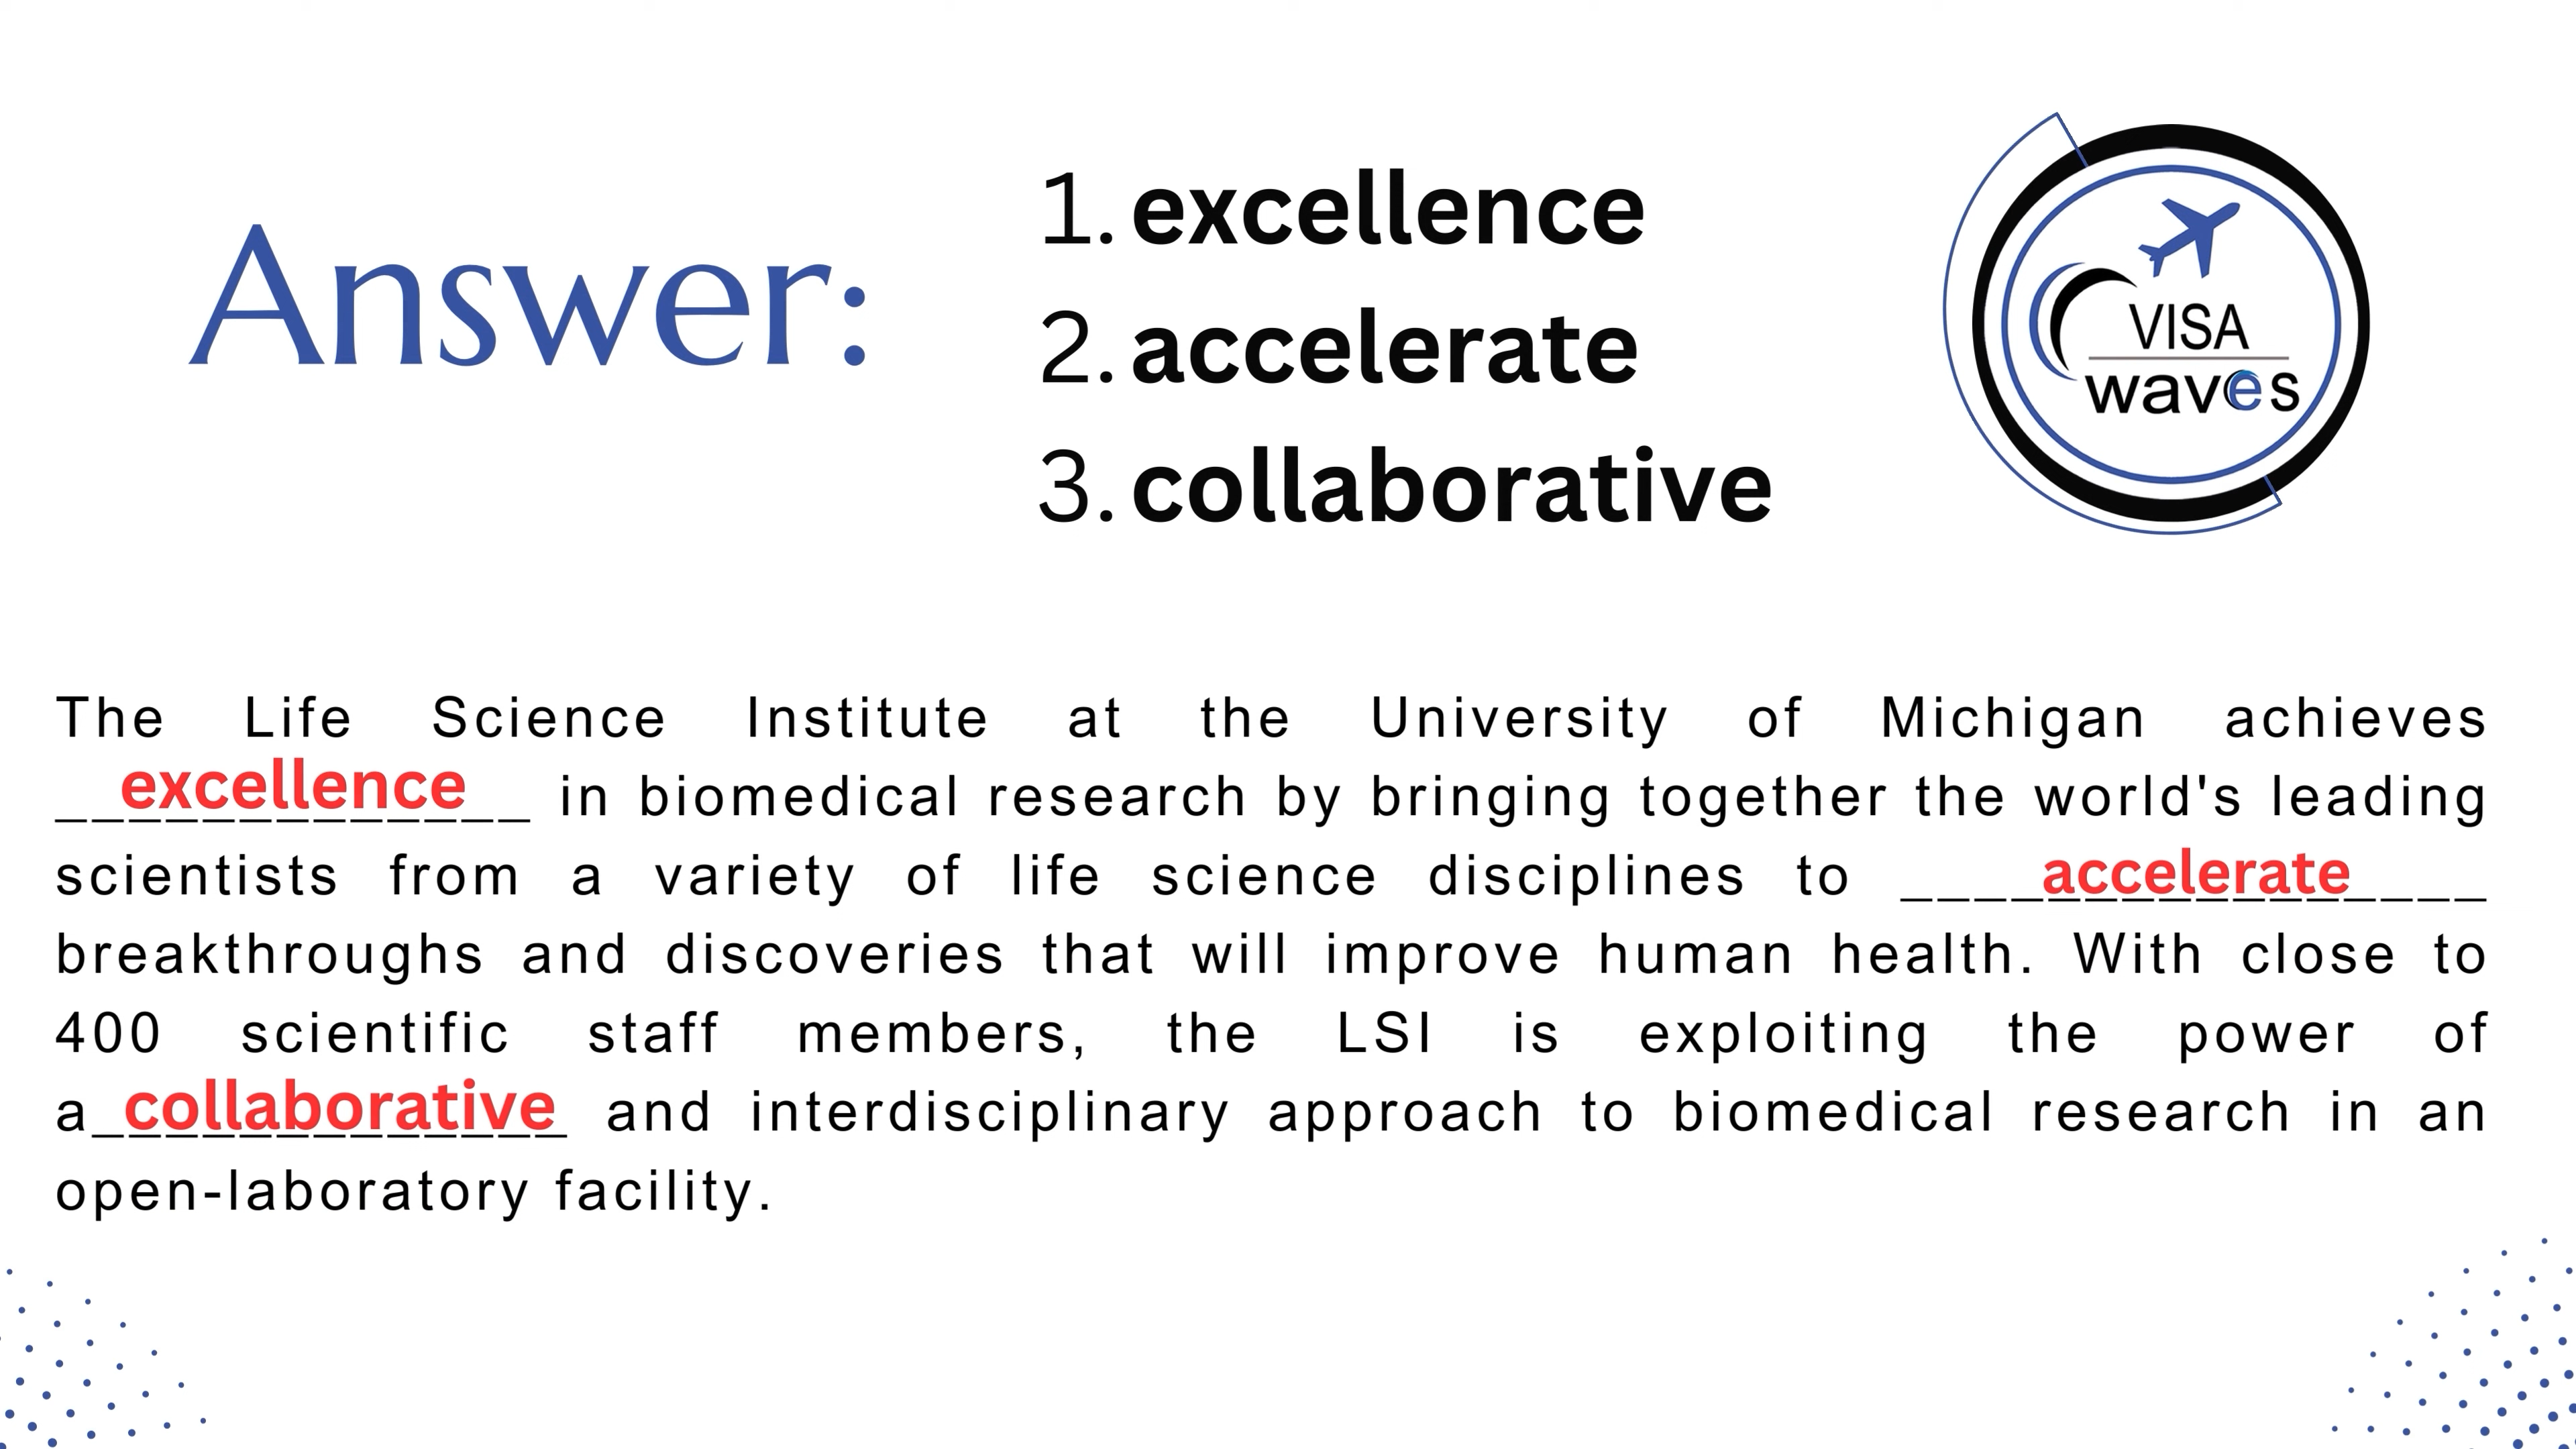 Answer:
1. excellence
2. accelerate
3. collaborative
VISA
waves
The Life Science Institute at the University of Michigan achieves
excellence in biomedical research by bringing together the world's leading
scientists from a variety of life science disciplines to accelerate
breakthroughs and discoveries that will improve human health. With close to
400 scientific staff members, the LSI is exploiting the power of
a collaborative and interdisciplinary approach to biomedical research in an
open-laboratory facility.